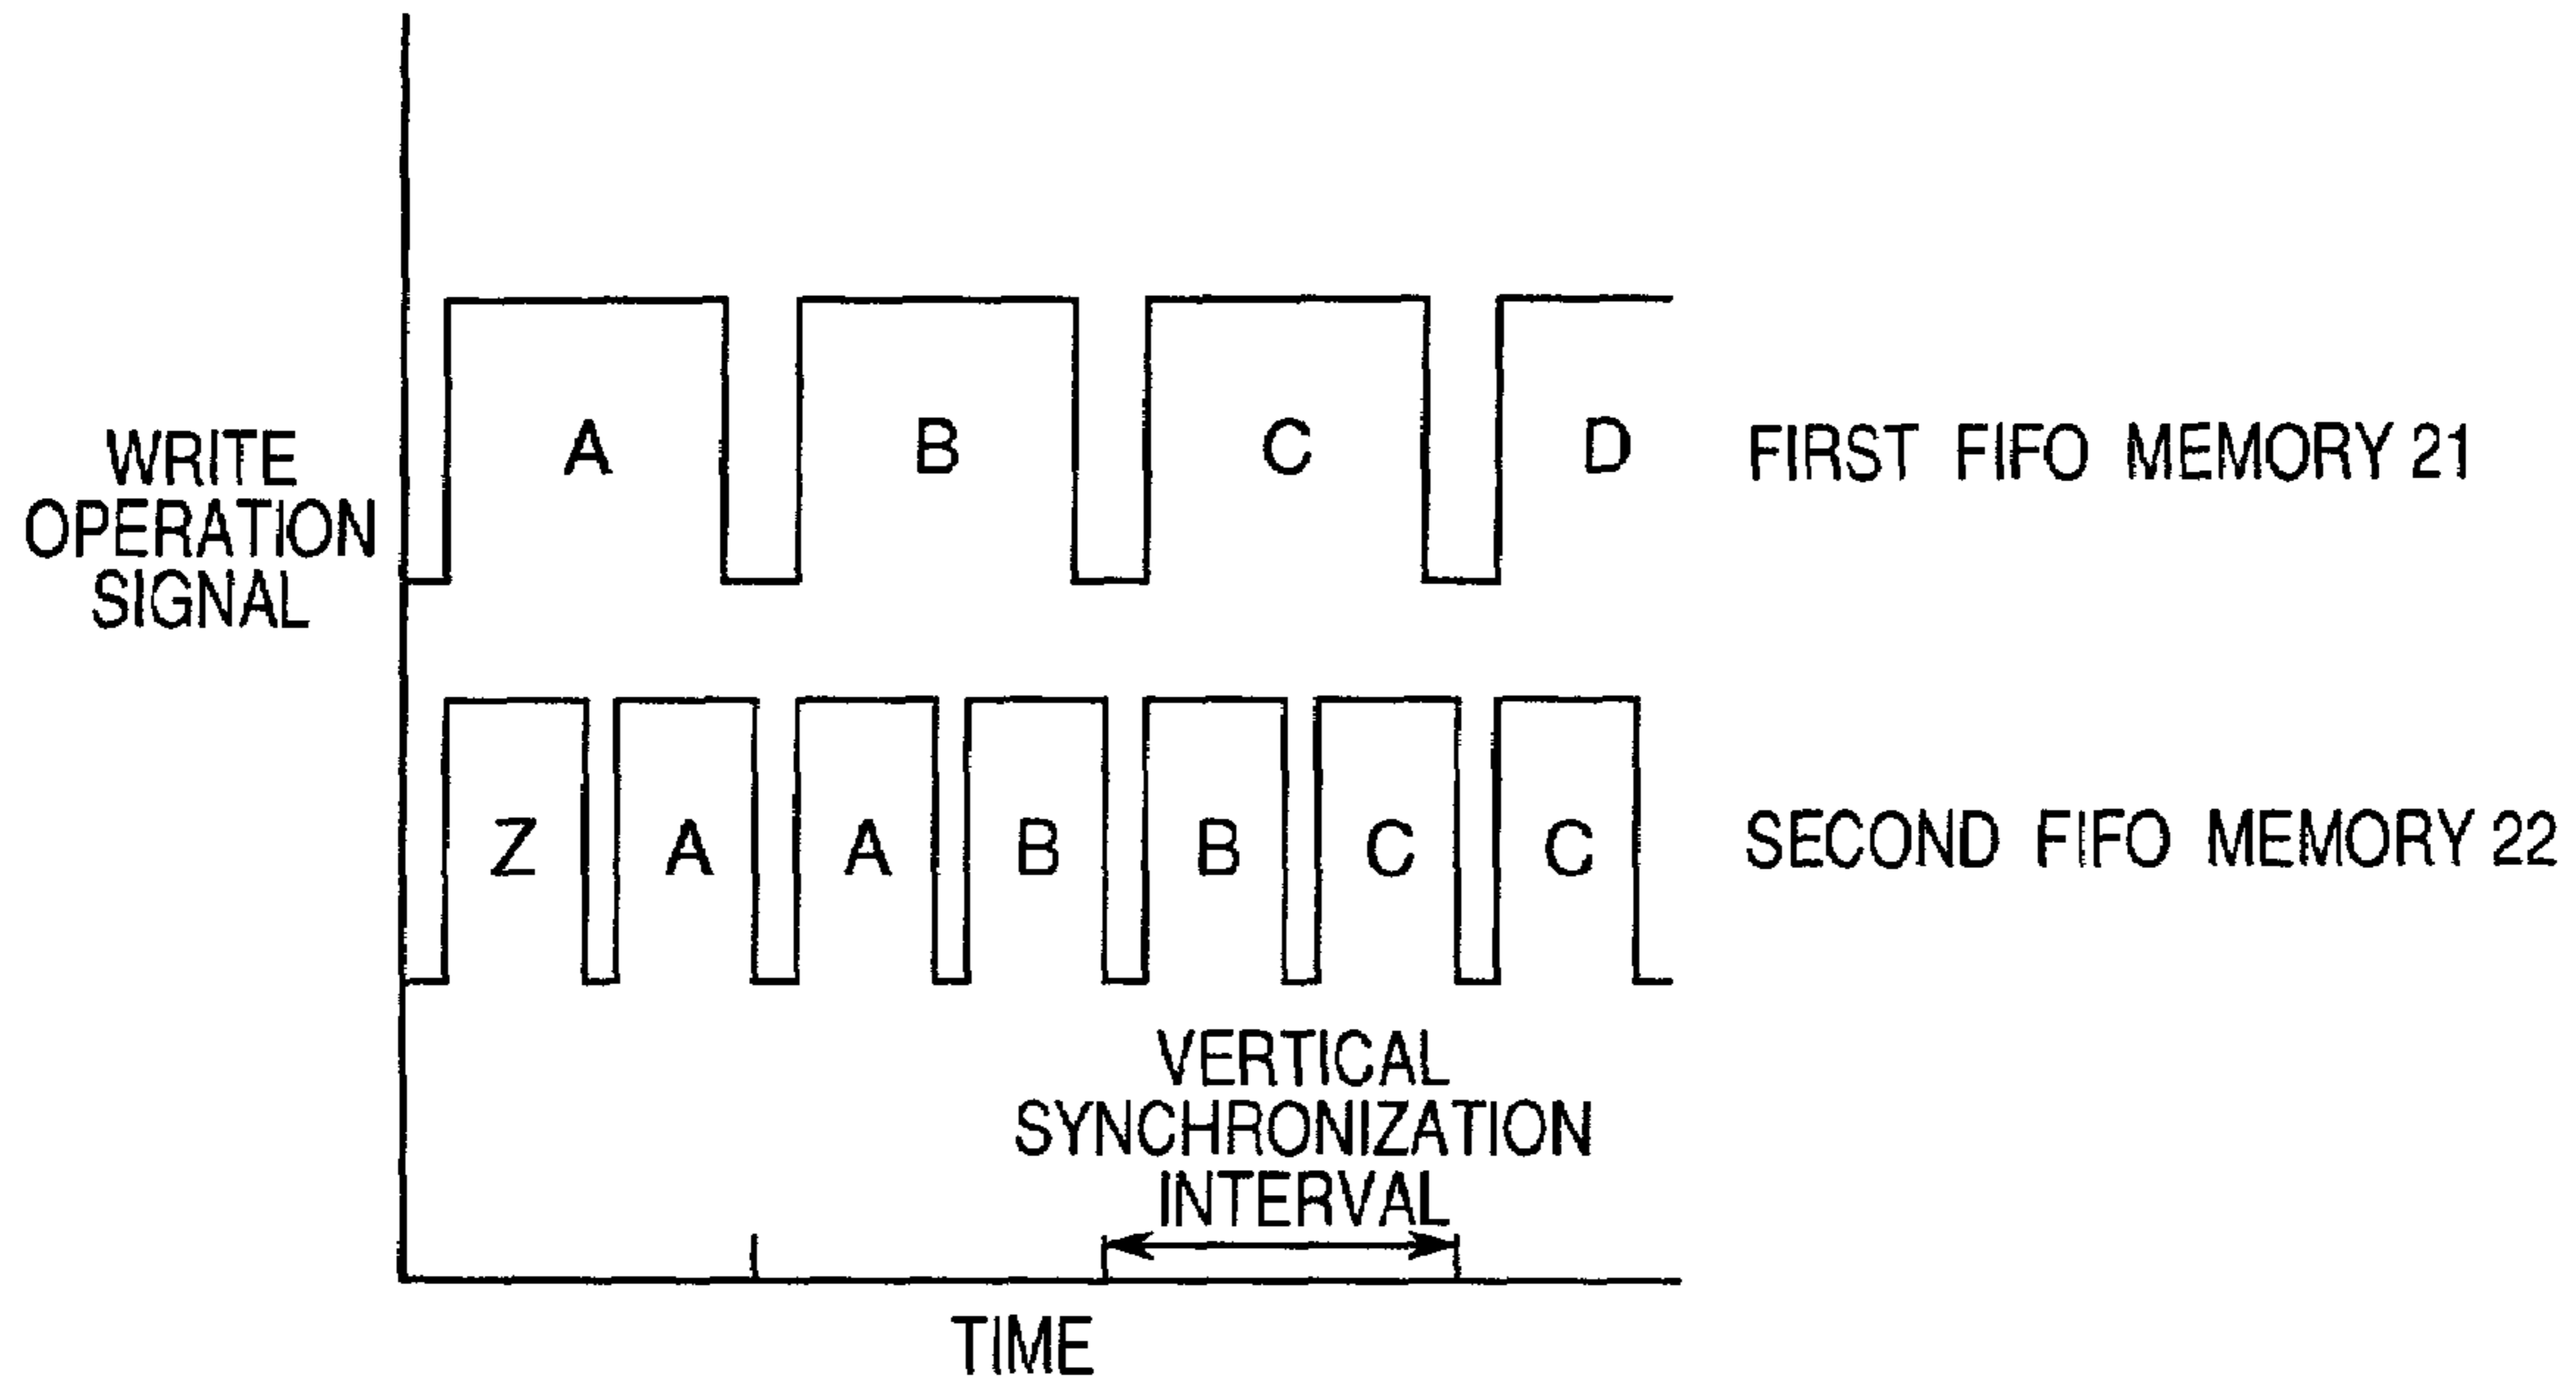 WRITE
OPERATION
SIGNAL
A B C D FIRST FIFO MEMORY 21
Z A A B B C C SECOND FIFO MEMORY 22
VERTICAL
SYNCHRONIZATION
INTERVAL
TIME